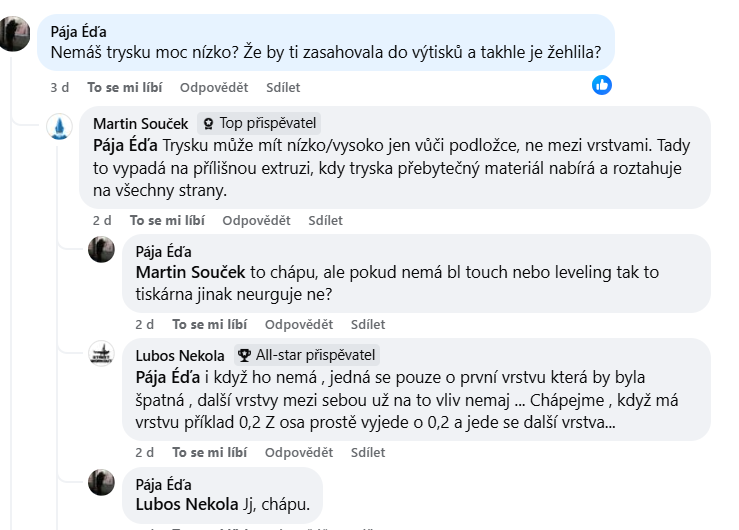 Pája Éďa
Nemáš trysku moc nízko? Že by ti zasahovala do výtisků a takhle je žehlila?
3 d To se mi líbí Odpovědět Sdílet
Martin Souček Top přispěvatel
Pája Éďa Trysku může mít nízko/vysoko jen vůči podložce, ne mezi vrstvami. Tady
to vypadá na přílišnou extruzi, kdy tryska přebytečný materiál nabírá a roztahuje
na všechny strany.
2 d To se mi líbí Odpovědět Sdílet
Pája Éďa
Martin Souček to chápu, ale pokud nemá bl touch nebo leveling tak to
tiskárna jinak neurguje ne?
2 d To se mi líbí Odpovědět Sdílet
Lubos Nekola All-star přispěvatel
Pája Éďa i když ho nemá , jedná se pouze o první vrstvu která by byla
špatná , další vrstvy mezi sebou už na to vliv nemaj ... Chápejme , když má
vrstvu příklad 0,2 Z osa prostě vyjede o 0,2 a jede se další vrstva...
2 d To se mi líbí Odpovědět Sdílet
Pája Éďa
Lubos Nekola Jj, chápu.